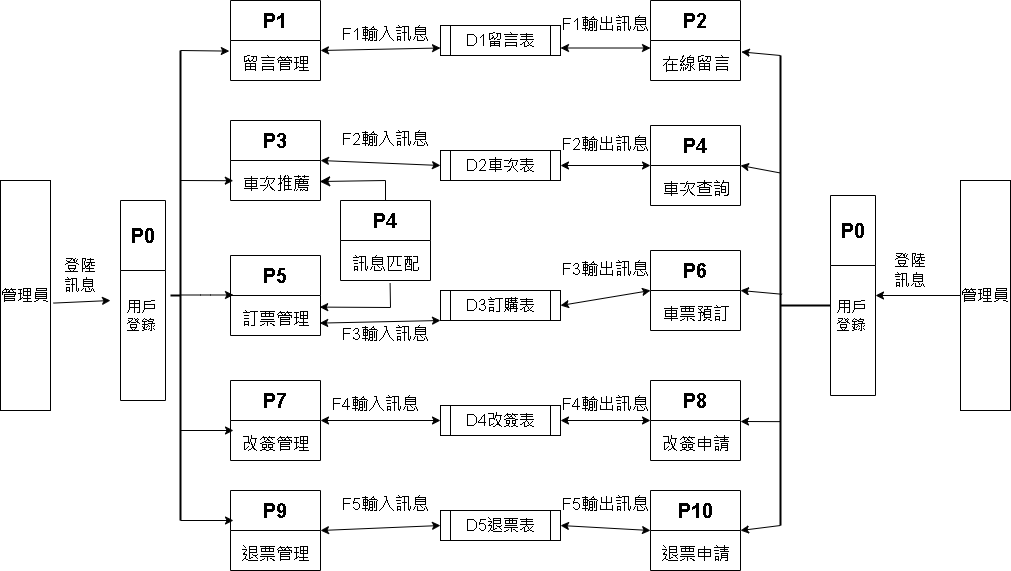 P1
留言管理
F1輸入訊息
D1留言表
F1輸出訊息
P2
在線留言
P3
車次推薦
F2輸入訊息
D2車次表
F2輸出訊息
P4
車次查詢
管理員
登陸
訊息
P0
用戶
登錄
P4
訊息匹配
P5
訂票管理
F3輸入訊息
D3訂購表
F3輸出訊息
P6
車票預訂
P0
用戶
登錄
登陸
訊息
管理員
P7
改簽管理
F4輸入訊息
D4改簽表
F4輸出訊息
P8
改簽申請
P9
退票管理
F5輸入訊息
D5退票表
F5輸出訊息
P10
退票申請